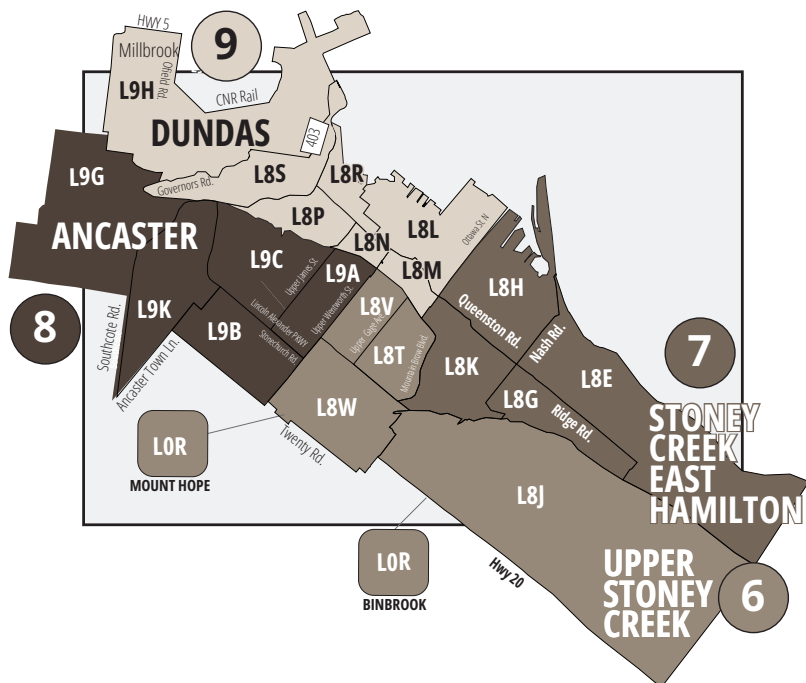 HWY 5
9
Millbrook
Ofield Rd.
L9H
CNR Rail
DUNDAS
403
L9G
L8S
L8R
Governors Rd.
L8P
L8L
Ottawa St. N
ANCASTER
L8N
L9C
L9A
L8M
L8H
Upper James St.
Upper Wentworth St.
L8V
Queenston Rd.
Lincoln Alexander PKWY
Stonechurch Rd.
Upper Gage Ave.
L9K
L9B
8
Southcote Rd.
Ancaster Town Ln.
L8T
Mountain Brow Blvd.
L8K
Nash Rd.
L8E
7
L8W
L8G
Ridge Rd.
STONEY
CREEK
EAST
HAMILTON
L0R
MOUNT HOPE
Twenty Rd.
L8J
L0R
BINBROOK
Hwy 20
UPPER
STONEY
CREEK
6